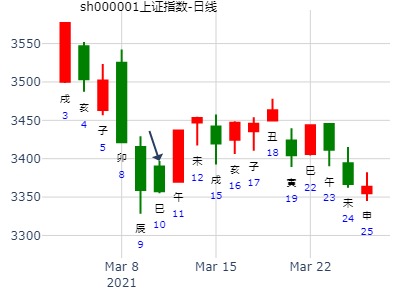 sh000001上证指数-日线
3550
3500
3450
3400
3350
3300
戌
3
亥
4
子
5
卯
8
辰
9
巳
10
午
11
未
12
戌
15
亥
16
子
17
丑
18
寅
19
巳
22
午
23
未
24
申
25
Mar 8
2021
Mar 15
Mar 22